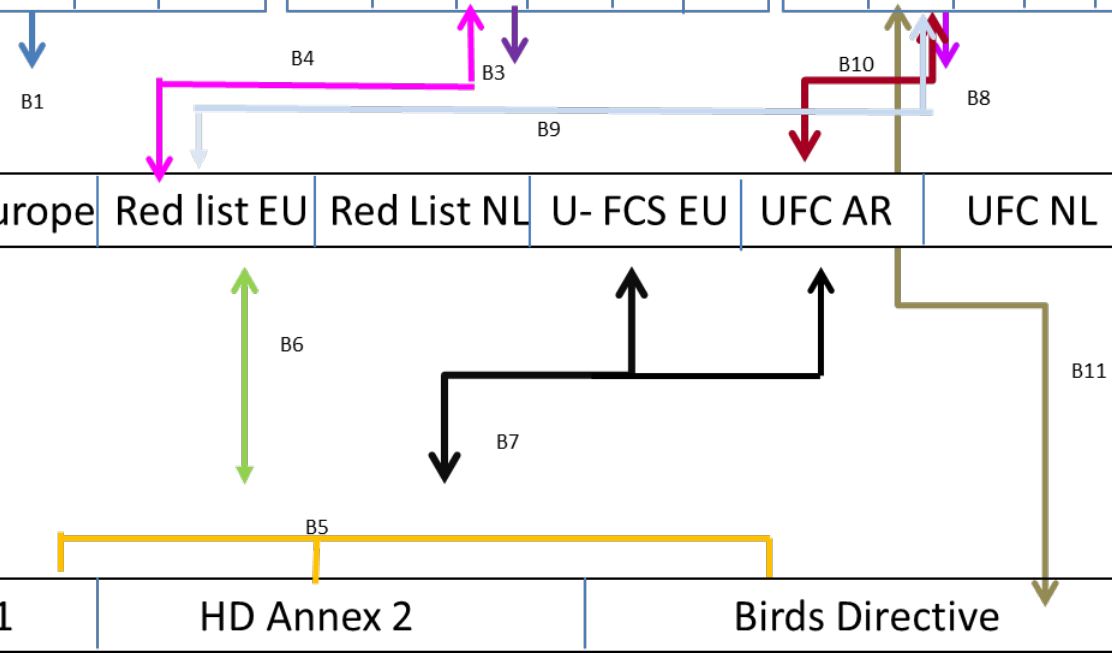 B4
B3
B10
B1
B8
B9
urope
Red list EU
Red List NL
U- FCS EU
UFC AR
UFC NL
B6
B11
B7
B5
1
HD Annex 2
Birds Directive